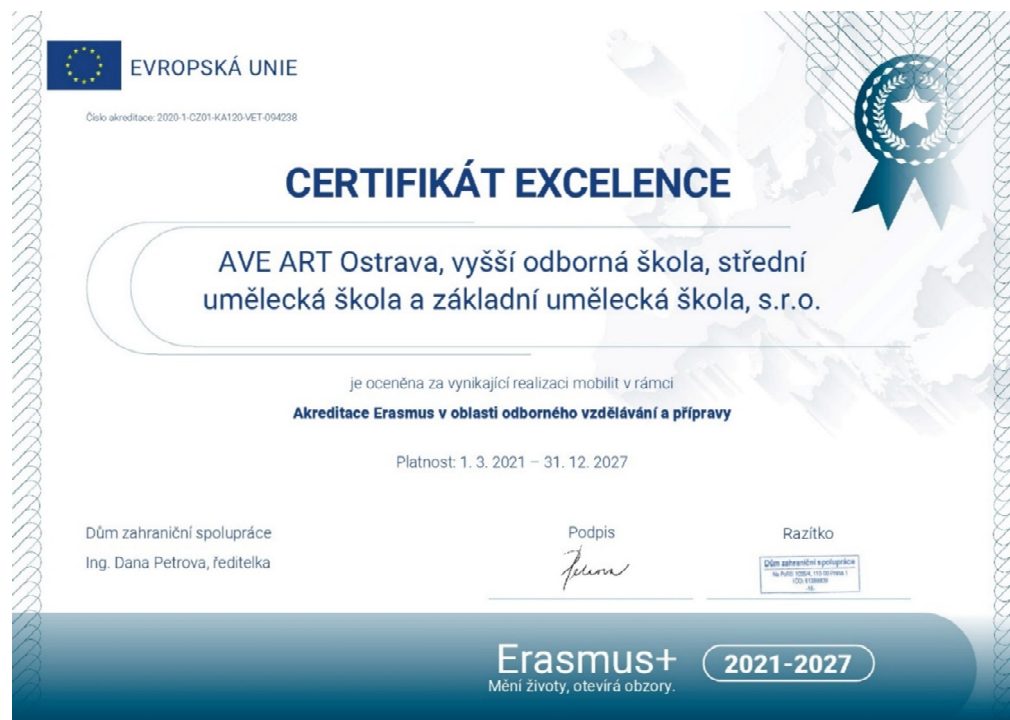 EVROPSKÁ UNIE
Číslo akreditace: 2020-1-CZ01-KA120-VET-094238
CERTIFIKÁT EXCELENCE
AVE ART Ostrava, vyšší odborná škola, střední
umělecká škola a základní umělecká škola, s.r.o.
je oceněna za vynikající realizaci mobilit v rámci
Akreditace Erasmus v oblasti odborného vzdělávání a přípravy
Platnost: 1. 3. 2021 – 31. 12. 2027
Dům zahraniční spolupráce
Ing. Dana Petrova, ředitelka
Podpis
Razítko
Dům zahraniční spolupráce
Erasmus+
Mění životy, otevírá obzory.
2021-2027